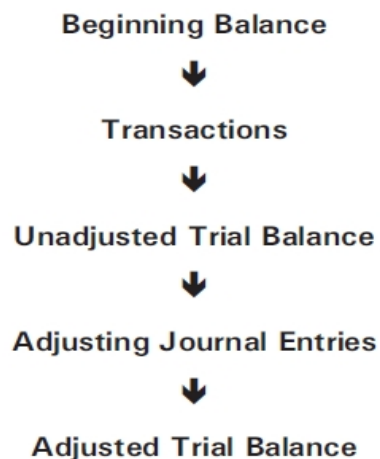 Beginning Balance
Transactions
Unadjusted Trial Balance
Adjusting Journal Entries
Adjusted Trial Balance